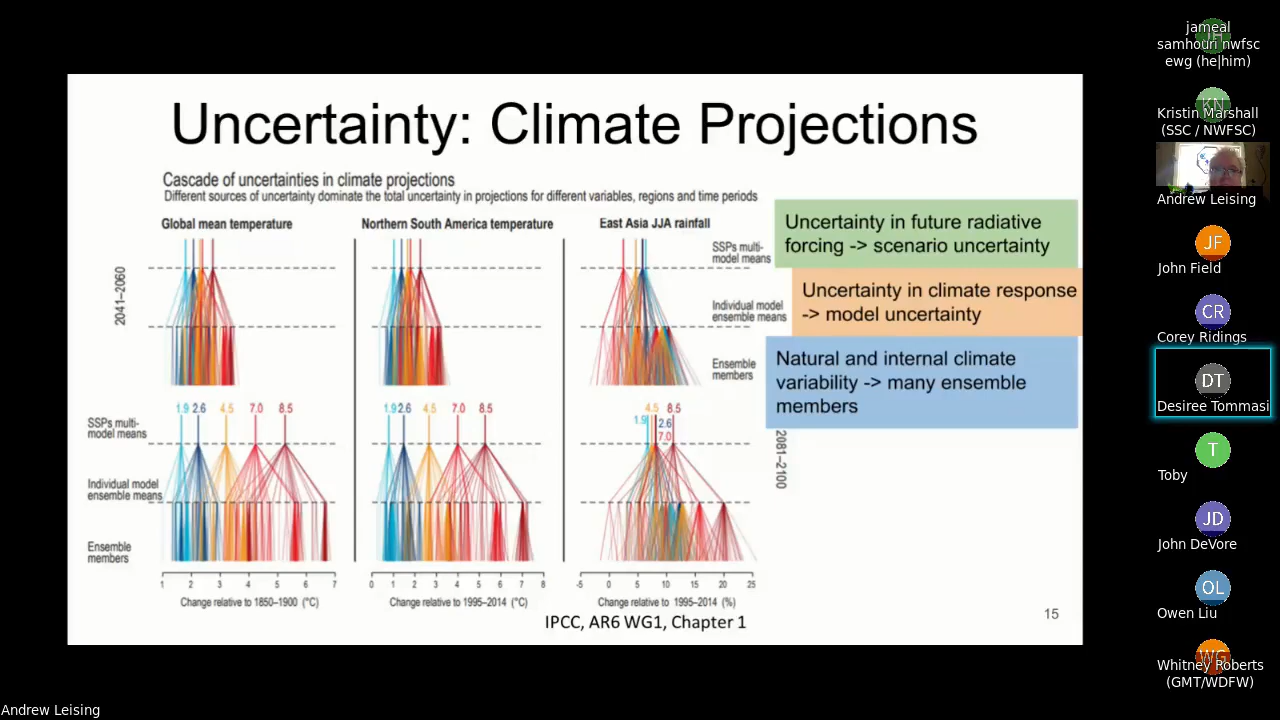 Uncertainty: Climate Projections
Cascade of uncertainties in climate projections
Different sources of uncertainty dominate the total uncertainty in projections for different variables, regions and time periods
Global mean temperature
Northern South America temperature
East Asia JJA rainfall
2041–2060
SSPs multi-
model means
Individual model
ensemble means
Ensemble
members
Uncertainty in future radiative
forcing -> scenario uncertainty
Uncertainty in climate response
-> model uncertainty
Natural and internal climate
variability -> many ensemble
members
1.9 2.6 4.5 7.0 8.5
1.9 2.6 4.5 7.0 8.5
4.5 8.5
1.9 2.6
7.0
SSPs multi-
model means
Individual model
ensemble means
Ensemble
members
2081–2100
1 2 3 4 5 6 7
0 1 2 3 4 5 6 7 8
-5 0 5 10 15 20 25
Change relative to 1850–1900 (°C)
Change relative to 1995–2014 (°C)
Change relative to 1995–2014 (%)
IPCC, AR6 WG1, Chapter 1
15
JH
jameal
samhouri nwfsc
ewg (he|him)
KN
Kristin Marshall
(SSC / NWFSC)
Andrew Leising
JF
John Field
CR
Corey Ridings
DT
Desiree Tommasi
T
Toby
JD
John DeVore
OL
Owen Liu
WG
Whitney Roberts
(GMT/WDFW)
Andrew Leising